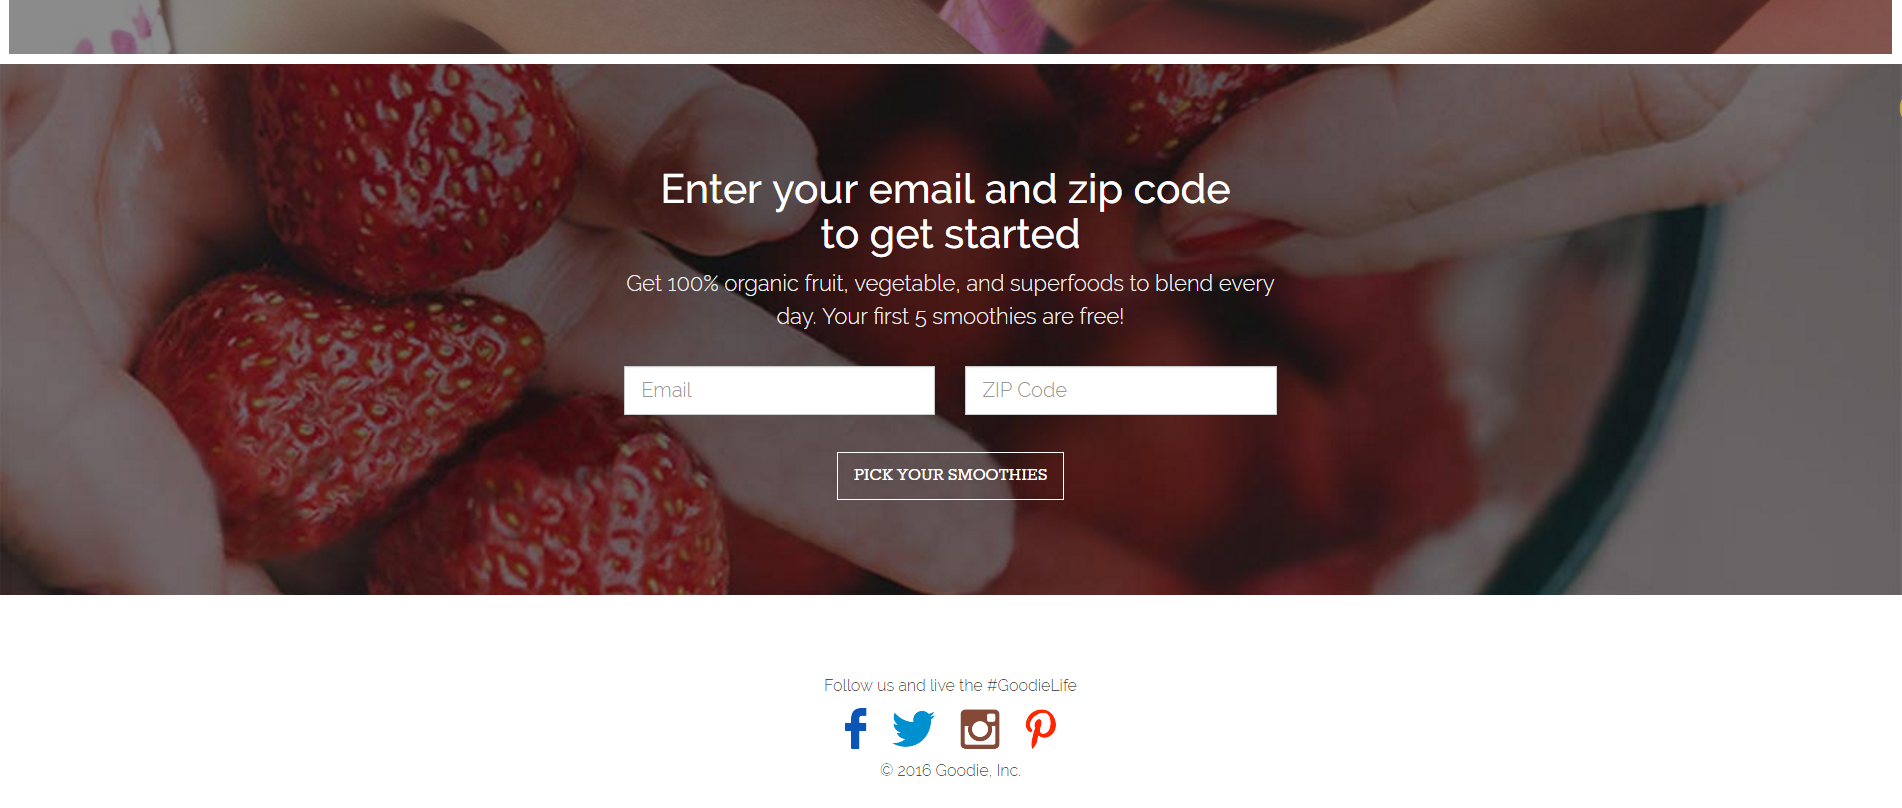 Enter your email and zip code
to get started
Get 100% organic fruit, vegetable, and superfoods to blend every
day. Your first 5 smoothies are free!
Email
ZIP Code
PICK YOUR SMOOTHIES
Follow us and live the #GoodieLife
© 2016 Goodie, Inc.